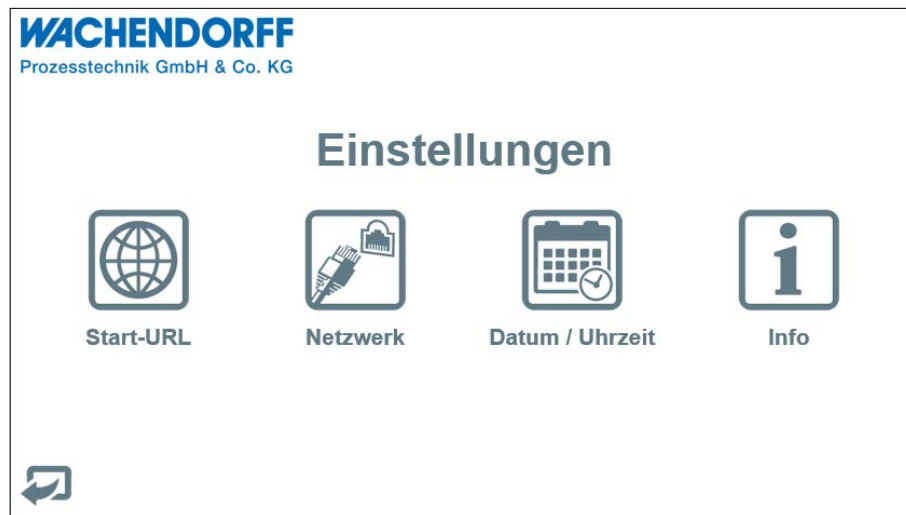 WACHENDORFF
Prozesstechnik GmbH & Co. KG
Einstellungen
Start-URL
Netzwerk
Datum / Uhrzeit
Info